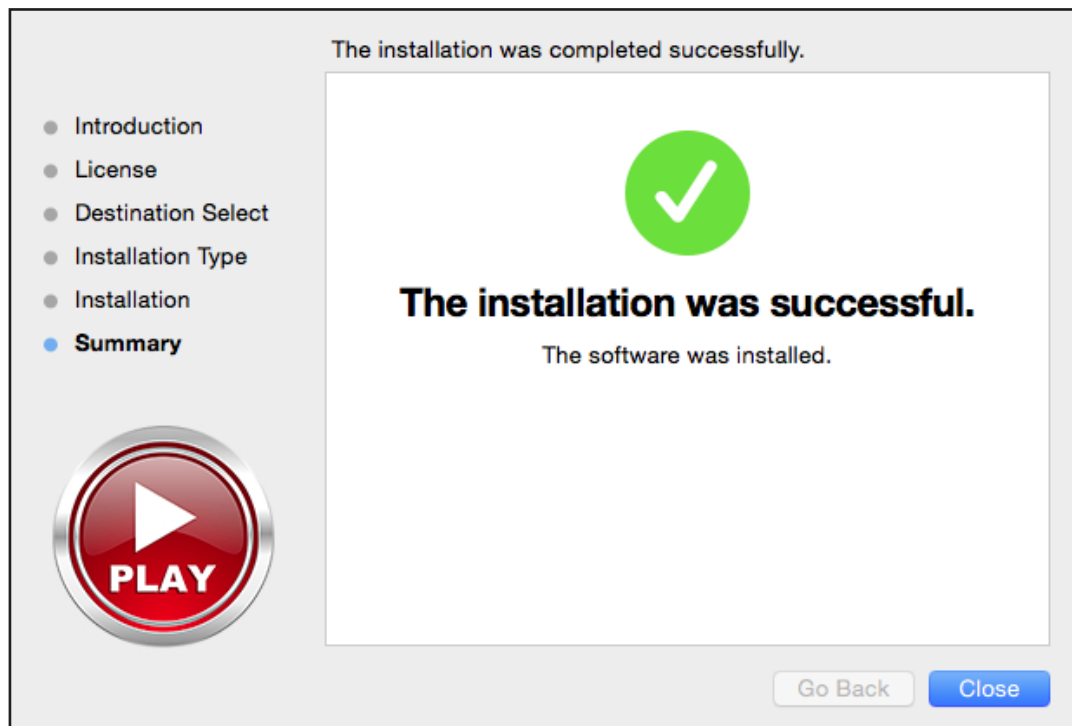 The installation was completed successfully.
Introduction
License
Destination Select
Installation Type
Installation
Summary
PLAY
The installation was successful.
The software was installed.
Go Back
Close